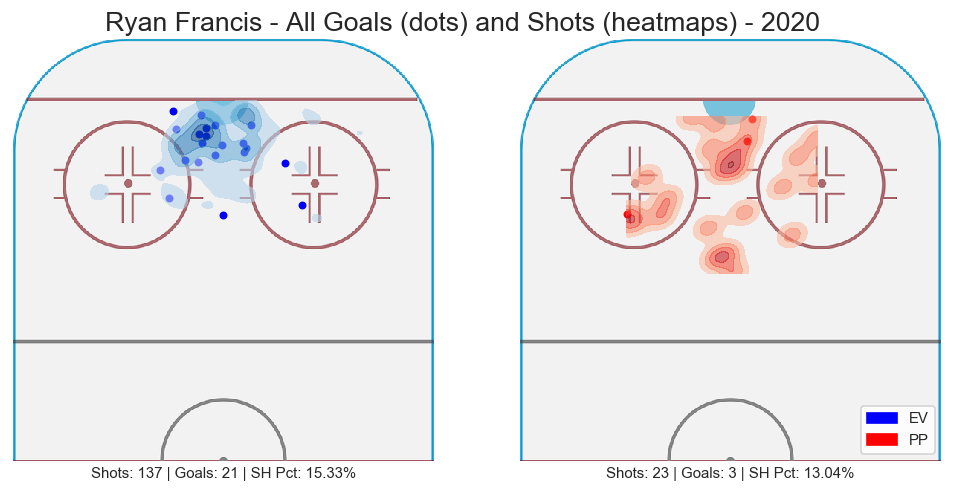 Ryan Francis - All Goals (dots) and Shots (heatmaps) - 2020
EV
PP
Shots: 137 | Goals: 21 | SH Pct: 15.33%
Shots: 23 | Goals: 3 | SH Pct: 13.04%